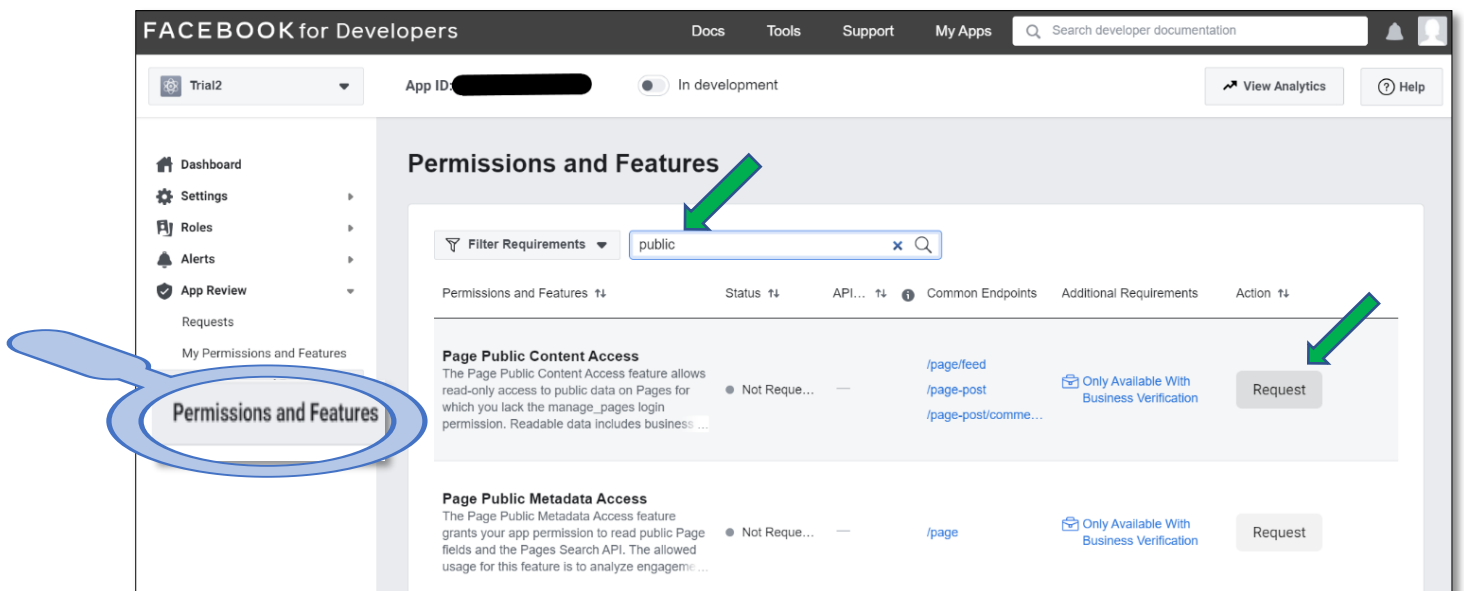 FACEBOOK for Developers
Docs Tools Support My Apps Search developer documentation
Trial2 App ID: In development View Analytics ? Help
Dashboard
Settings
Roles
Alerts
App Review
Requests
My Permissions and Features
Permissions and Features
Permissions and Features
Filter Requirements public
Permissions and Features Status API... Common Endpoints Additional Requirements Action
Page Public Content Access
The Page Public Content Access feature allows
read-only access to public data on Pages for
which you lack the manage_pages login
permission. Readable data includes business ...
Not Reque... —
/page/feed
/page-post
/page-post/comme...
Only Available With
Business Verification
Request
Page Public Metadata Access
The Page Public Metadata Access feature
grants your app permission to read public Page
fields and the Pages Search API. The allowed
usage for this feature is to analyze engageme...
Not Reque... —
/page
Only Available With
Business Verification
Request